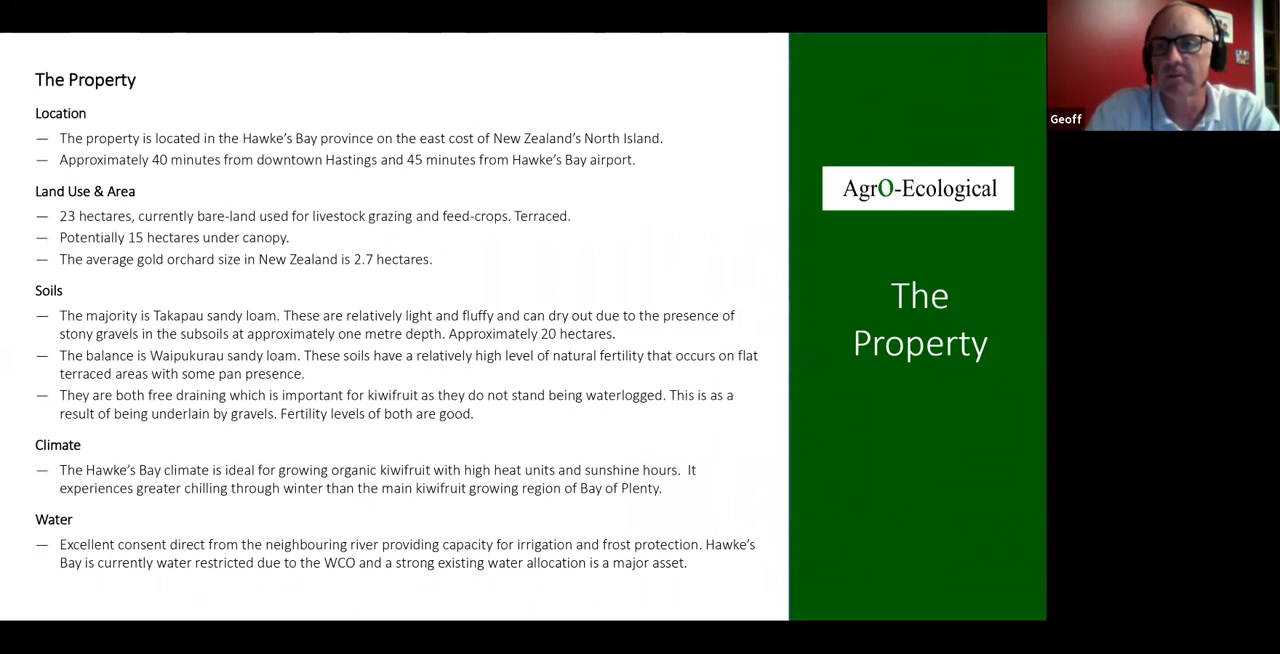 The Property
Location
— The property is located in the Hawke's Bay province on the east cost of New Zealand's North Island.
— Approximately 40 minutes from downtown Hastings and 45 minutes from Hawke's Bay airport.
Land Use & Area
— 23 hectares, currently bare-land used for livestock grazing and feed-crops. Terraced.
— Potentially 15 hectares under canopy.
— The average gold orchard size in New Zealand is 2.7 hectares.
Soils
— The majority is Takapau sandy loam. These are relatively light and fluffy and can dry out due to the presence of
stony gravels in the subsoils at approximately one metre depth. Approximately 20 hectares.
— The balance is Waipukurau sandy loam. These soils have a relatively high level of natural fertility that occurs on flat
terraced areas with some pan presence.
— They are both free draining which is important for kiwifruit as they do not stand being waterlogged. This is as a
result of being underlain by gravels. Fertility levels of both are good.
Climate
— The Hawke's Bay climate is ideal for growing organic kiwifruit with high heat units and sunshine hours.  It
experiences greater chilling through winter than the main kiwifruit growing region of Bay of Plenty.
Water
— Excellent consent direct from the neighbouring river providing capacity for irrigation and frost protection. Hawke's
Bay is currently water restricted due to the WCO and a strong existing water allocation is a major asset.
AgrO-Ecological
The
Property
Geoff